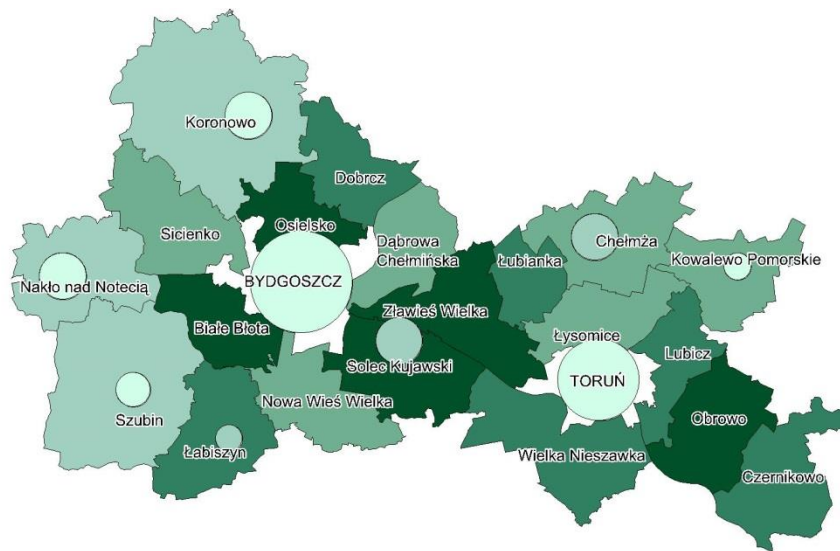 Koronowo
Dobrcz
Osielsko
Sicienko
Dąbrowa
Chełmińska
Chełmża
Łubianka
Kowalewo Pomorskie
BYDGOSZCZ
Nakło nad Notecią
Zławieś Wielka
Białe Błota
Łysomice
Solec Kujawski
Lubicz
TORUŃ
Nowa Wieś Wielka
Szubin
Obrowo
Łabiszyn
Wielka Nieszawka
Czernikowo